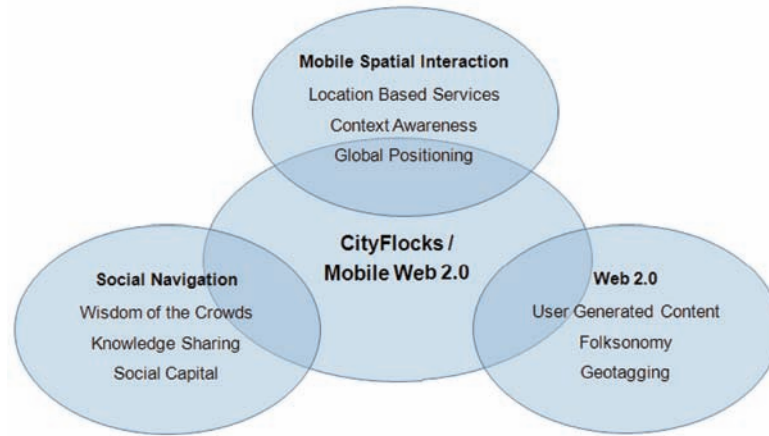 Mobile Spatial Interaction
Location Based Services
Context Awareness
Global Positioning
CityFlocks /
Mobile Web 2.0
Social Navigation
Wisdom of the Crowds
Knowledge Sharing
Social Capital
Web 2.0
User Generated Content
Folksonomy
Geotagging